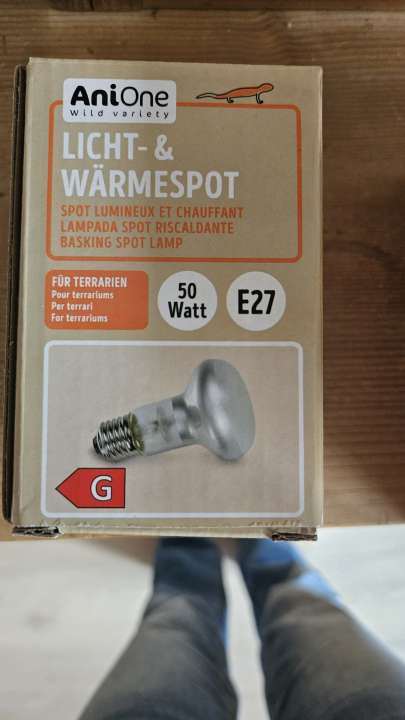 AniOne
Wild variety
LICHT- &
WÄRMESPOT
SPOT LUMINEUX ET CHAUFFANT
LAMPADA SPOT RISCALDANTE
BASKING SPOT LAMP
FÜR TERRARIEN
Pour terrariums
Per terrari
For terrariums
50
Watt
E27
G